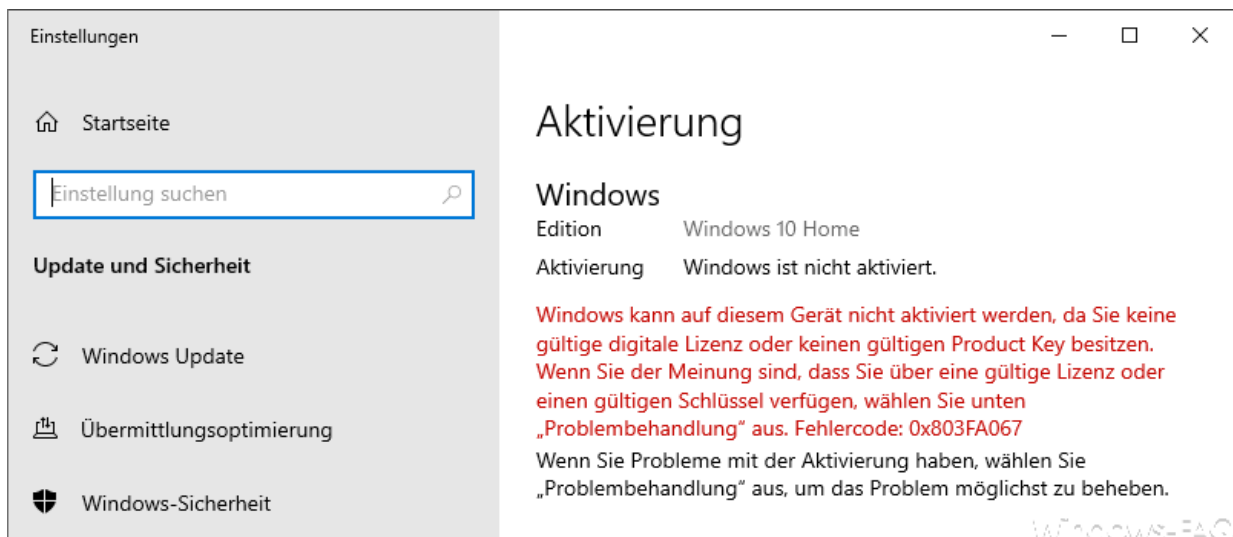 Einstellungen
Startseite
Einstellung suchen
Update und Sicherheit
Windows Update
Übermittlungsoptimierung
Windows-Sicherheit
Aktivierung
Windows
Edition Windows 10 Home
Aktivierung Windows ist nicht aktiviert.
Windows kann auf diesem Gerät nicht aktiviert werden, da Sie keine
gültige digitale Lizenz oder keinen gültigen Product Key besitzen.
Wenn Sie der Meinung sind, dass Sie über eine gültige Lizenz oder
einen gültigen Schlüssel verfügen, wählen Sie unten
„Problembehandlung“ aus. Fehlercode: 0x803FA067
Wenn Sie Probleme mit der Aktivierung haben, wählen Sie
„Problembehandlung“ aus, um das Problem möglichst zu beheben.
WINDOWS-FAQ